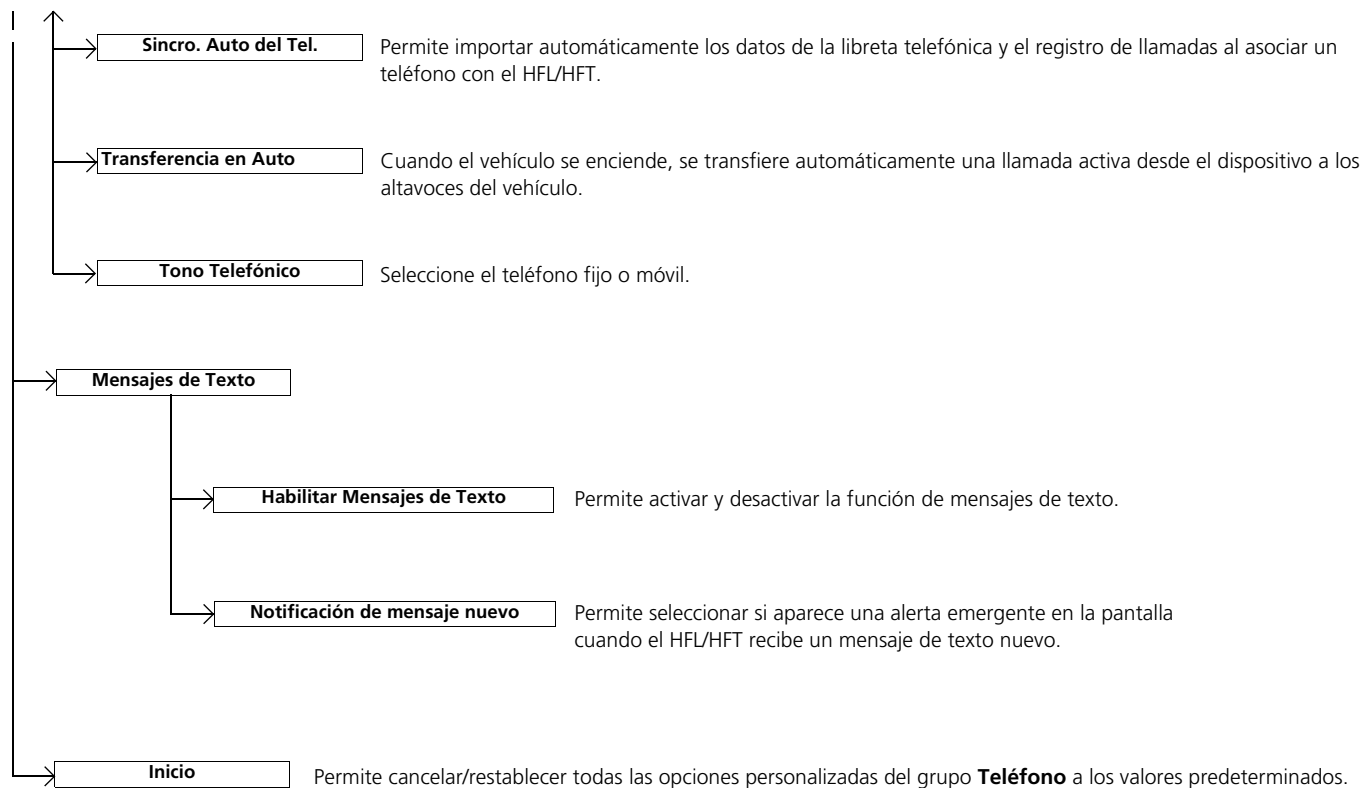 Sincro. Auto del Tel.
Permite importar automáticamente los datos de la libreta telefónica y el registro de llamadas al asociar un
teléfono con el HFL/HFT.
Transferencia en Auto
Cuando el vehículo se enciende, se transfiere automáticamente una llamada activa desde el dispositivo a los
altavoces del vehículo.
Tono Telefónico
Seleccione el teléfono fijo o móvil.
Mensajes de Texto
Habilitar Mensajes de Texto
Permite activar y desactivar la función de mensajes de texto.
Notificación de mensaje nuevo
Permite seleccionar si aparece una alerta emergente en la pantalla
cuando el HFL/HFT recibe un mensaje de texto nuevo.
Inicio
Permite cancelar/restablecer todas las opciones personalizadas del grupo Teléfono a los valores predeterminados.